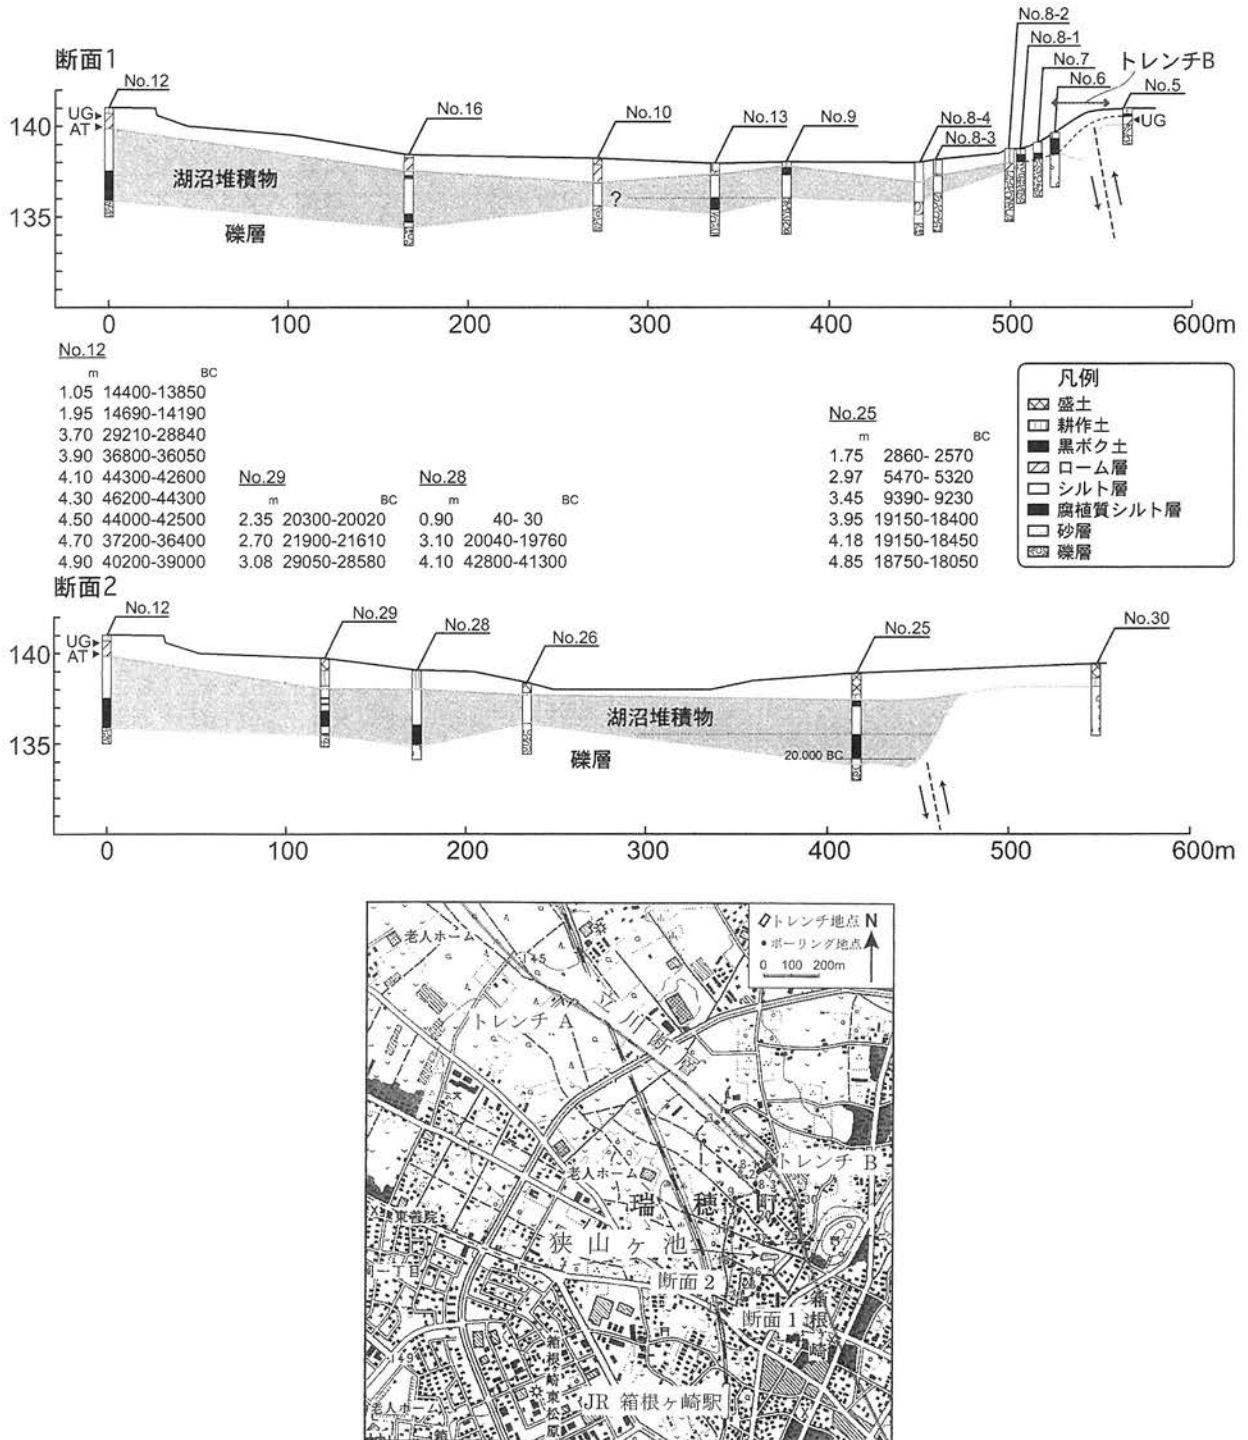 断面1
No.12
No.16
No.10
No.13
No.9
No.8-4
No.8-3
No.8-2
No.8-1
No.7
No.6
トレンチB
No.5
UG
AT
UG
140
135
湖沼堆積物
礫層
?
0 100 200 300 400 500 600m
No.12
m BC
1.05 14400-13850
1.95 14690-14190
3.70 29210-28840
3.90 36800-36050
4.10 44300-42600
4.30 46200-44300
4.50 44000-42500
4.70 37200-36400
4.90 40200-39000
No.29
m BC
2.35 20300-20020
2.70 21900-21610
3.08 29050-28580
No.28
m BC
0.90 40- 30
3.10 20040-19760
4.10 42800-41300
No.25
m BC
1.75 2860- 2570
2.97 5470- 5320
3.45 9390- 9230
3.95 19150-18400
4.18 19150-18450
4.85 18750-18050
凡例
盛土
耕作土
黒ボク土
ローム層
シルト層
腐植質シルト層
砂層
礫層
断面2
No.12
No.29
No.28
No.26
No.25
No.30
UG
AT
140
135
湖沼堆積物
礫層
20.000 BC
0 100 200 300 400 500 600m
トレンチ地点 N
ボーリング地点
0 100 200m
老人ホーム
145
トレンチ A
立川
トレンチ B
老人ホーム
瑞穂町
狭山ヶ池
断面 2
断面 1
箱根ヶ崎
149
箱根ヶ崎東松原
JR 箱根ヶ崎駅
老人ホーム